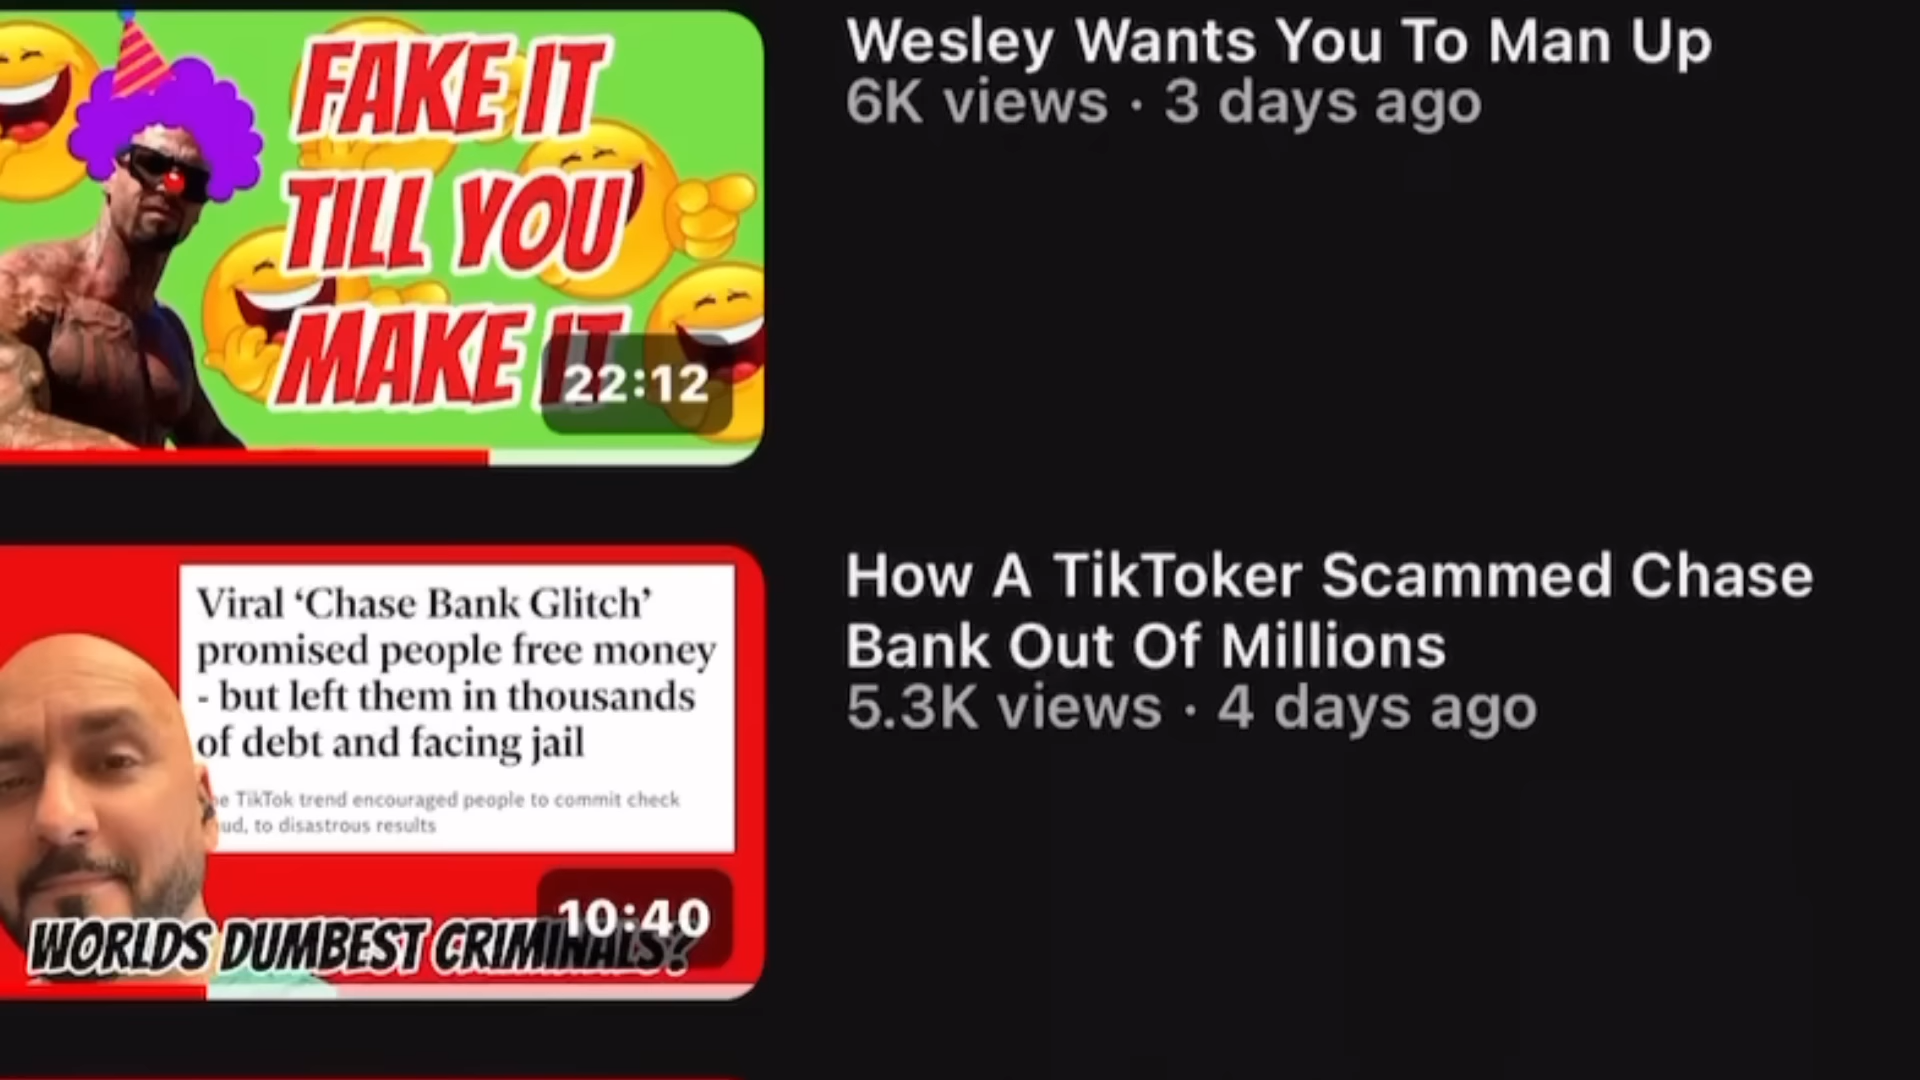 FAKE IT
TILL YOU
MAKE IT
22:12
Wesley Wants You To Man Up
6K views · 3 days ago
Viral ‘Chase Bank Glitch’
promised people free money
- but left them in thousands
of debt and facing jail
TikTok trend encouraged people to commit check
to disastrous results
WORLDS DUMBEST CRIMINALS?
10:40
How A TikToker Scammed Chase
Bank Out Of Millions
5.3K views · 4 days ago